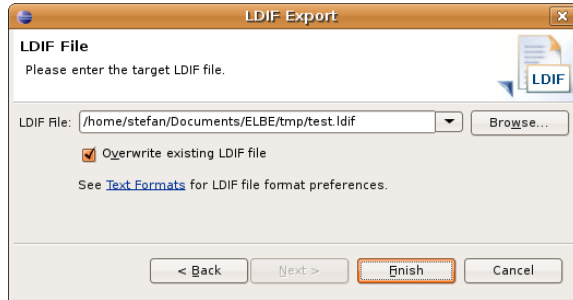 LDIF Export
LDIF File
Please enter the target LDIF file.
LDIF
LDIF File: /home/stefan/Documents/ELBE/tmp/test.ldif Browse...
Overwrite existing LDIF file
See Text Formats for LDIF file format preferences.
< Back Next > Finish Cancel